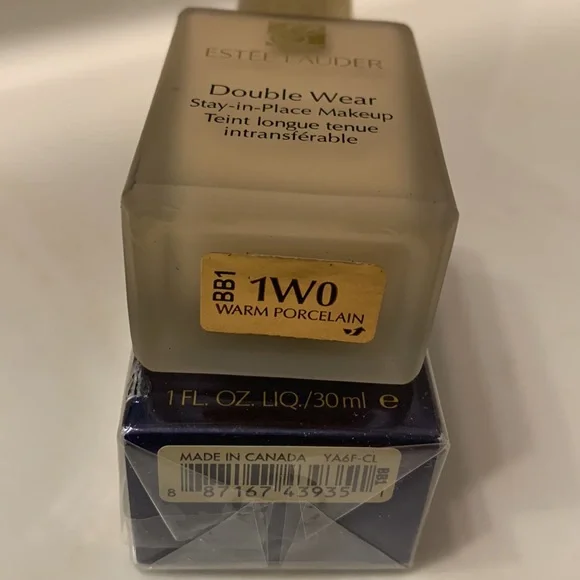 ESTĒE LAUDER
Double Wear
Stay-in-Place Makeup
Teint longue tenue
intransférable
BB1
1W0
WARM PORCELAIN
1 FL. OZ. LIQ./30 ml e
MADE IN CANADA YA6F-CL
BB1
8 87167 43935 1